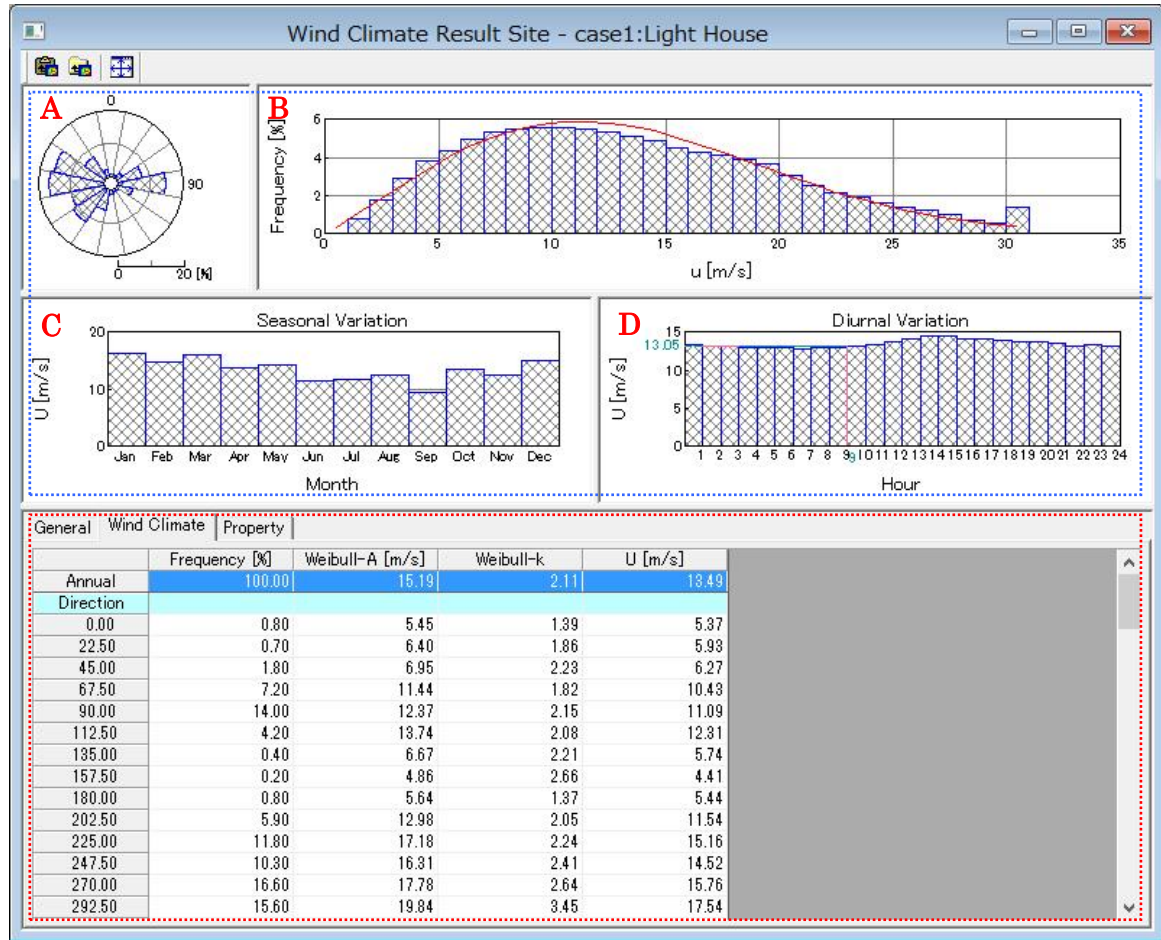 Wind Climate Result Site - case1:Light House
A
0
90
0 20 [%]
B
Frequency [%]
6
4
2
0
0 5 10 15 20 25 30 35
u [m/s]
C
Seasonal Variation
U [m/s]
20
10
0
Jan Feb Mar Apr May Jun Jul Aug Sep Oct Nov Dec
Month
D
Diurnal Variation
U [m/s]
15
13.05
10
5
0
1 2 3 4 5 6 7 8 9 9 10 11 12 13 14 15 16 17 18 19 20 21 22 23 24
Hour
General Wind Climate Property
Frequency [%] Weibull-A [m/s] Weibull-k U [m/s]
Annual 100.00 15.19 2.11 13.49
Direction
0.00 0.80 5.45 1.39 5.37
22.50 0.70 6.40 1.86 5.93
45.00 1.80 6.95 2.23 6.27
67.50 7.20 11.44 1.82 10.43
90.00 14.00 12.37 2.15 11.09
112.50 4.20 13.74 2.08 12.31
135.00 0.40 6.67 2.21 5.74
157.50 0.20 4.86 2.66 4.41
180.00 0.80 5.64 1.37 5.44
202.50 5.90 12.98 2.05 11.54
225.00 11.80 17.18 2.24 15.16
247.50 10.30 16.31 2.41 14.52
270.00 16.60 17.78 2.64 15.76
292.50 15.60 19.84 3.45 17.54